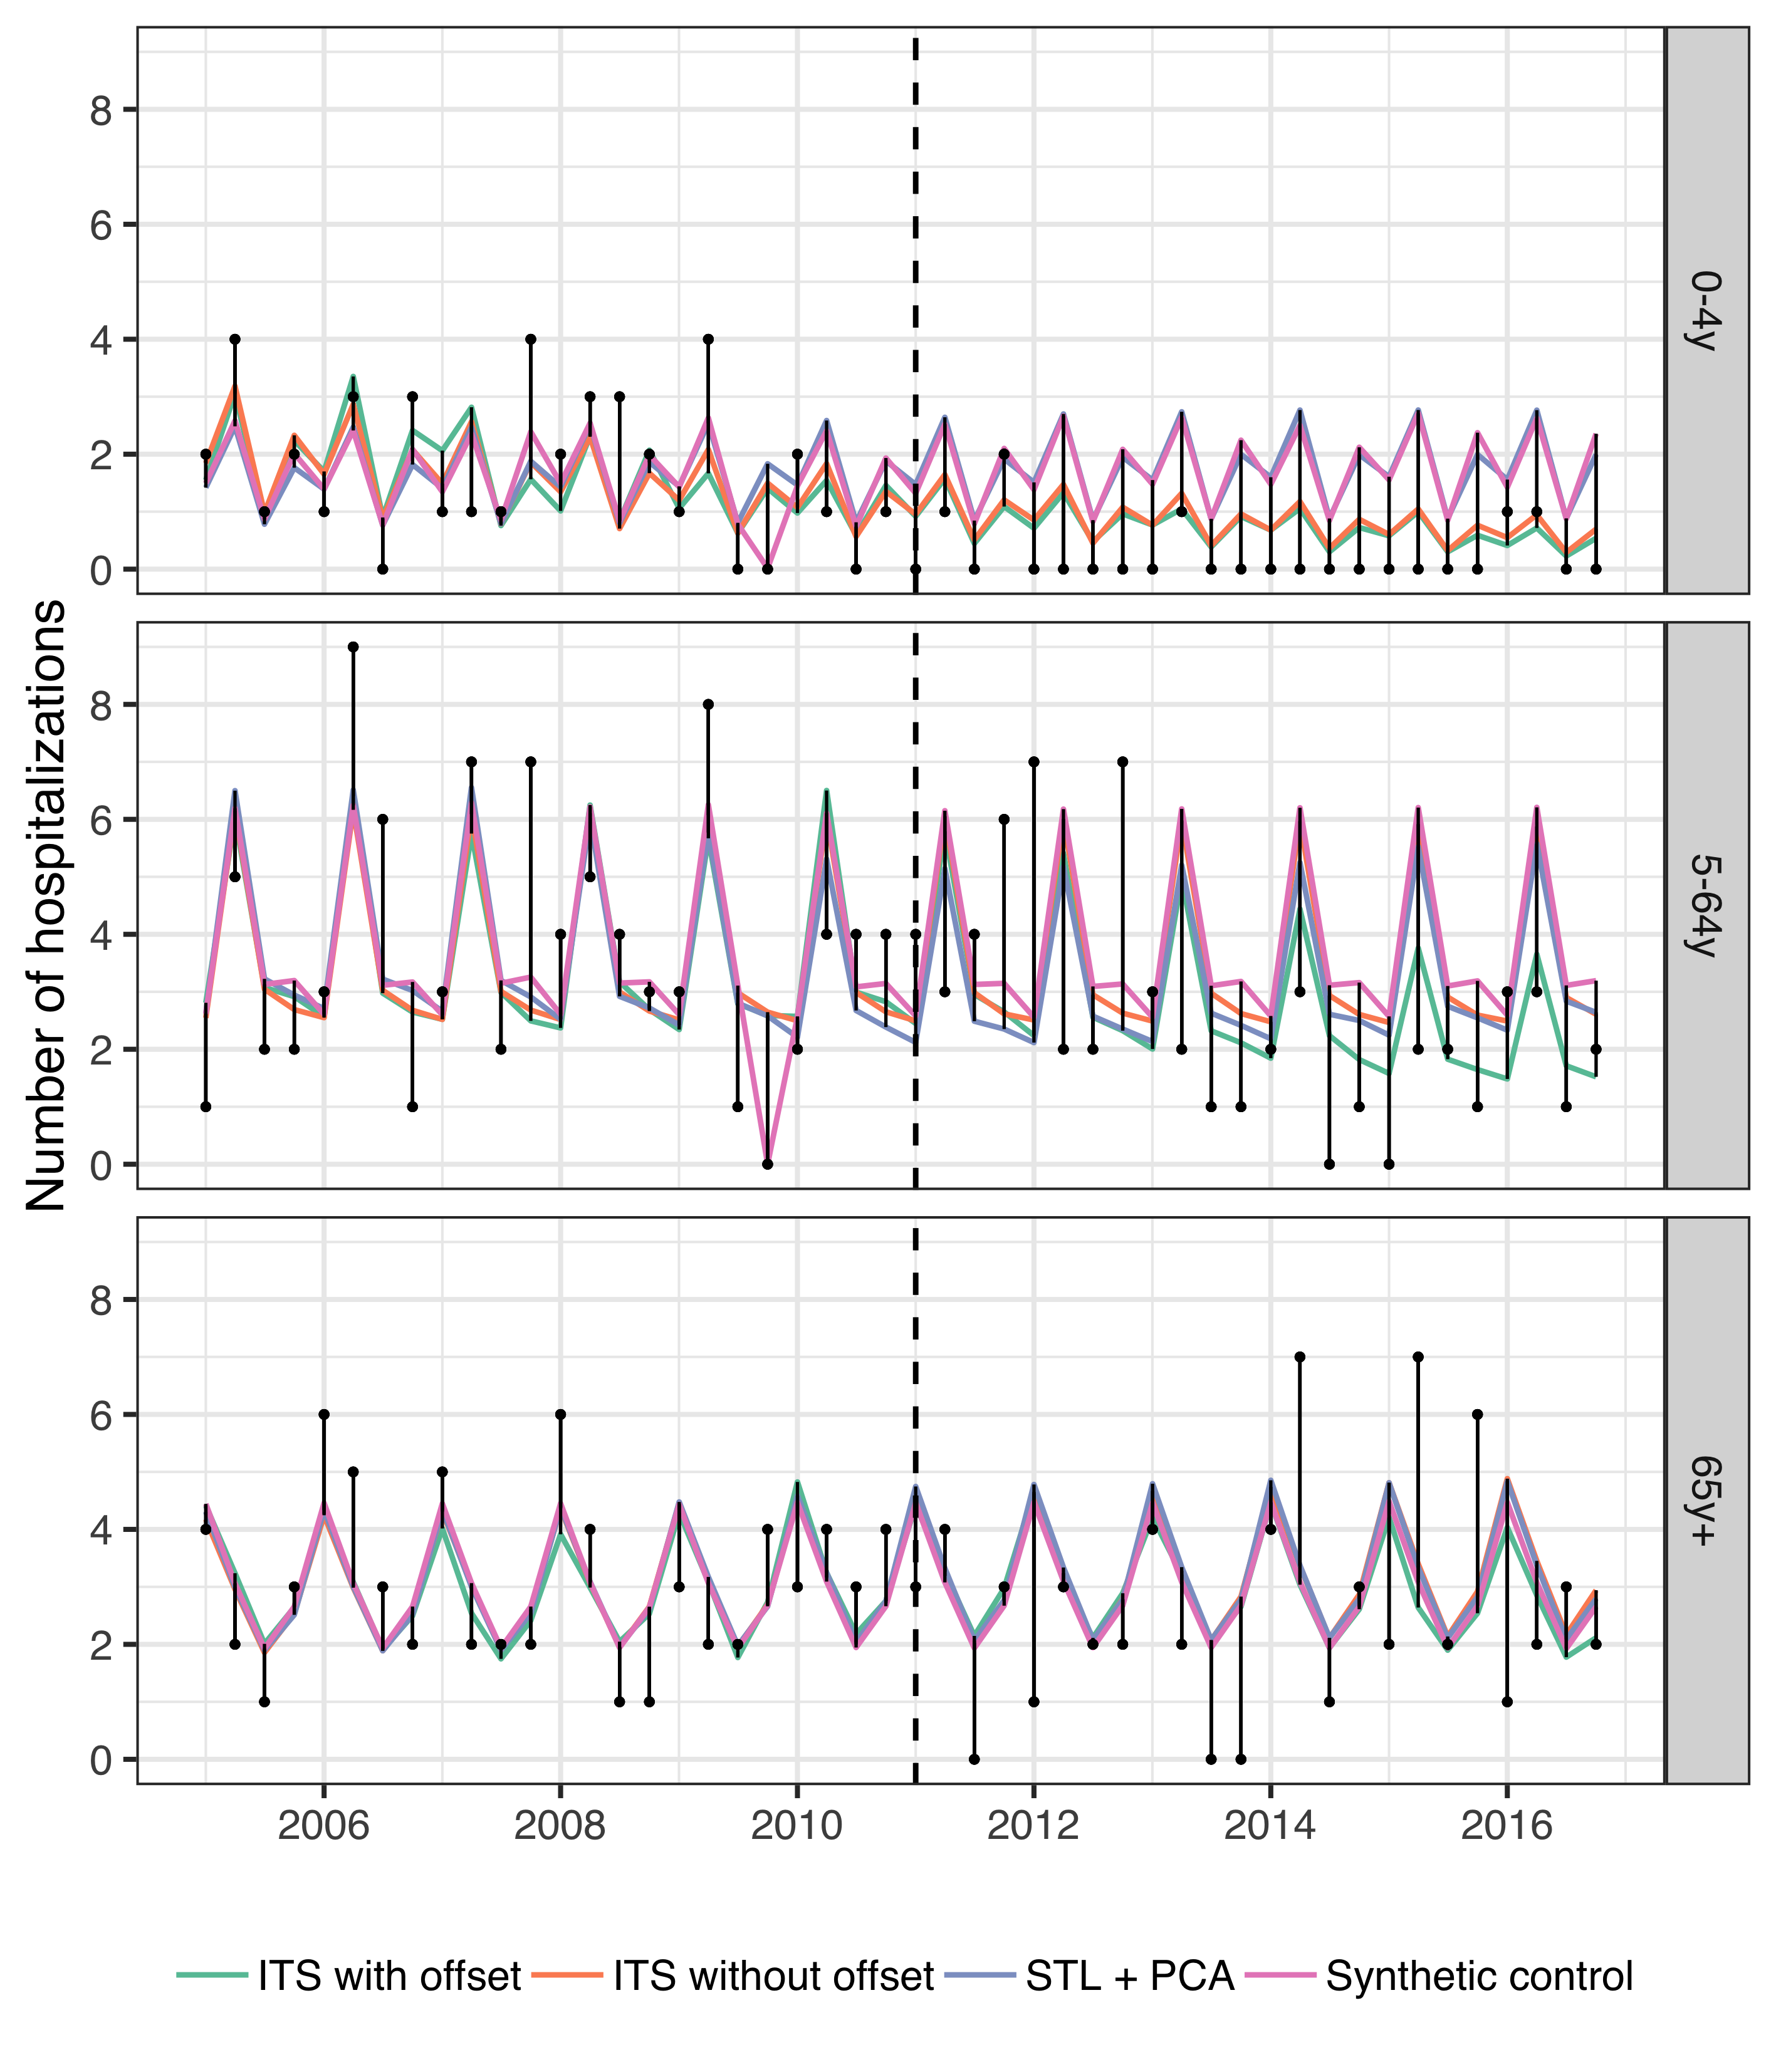 Number of hospitalizations
8
6
4
2
0
0-4y
8
6
4
2
0
5-64y
8
6
4
2
0
65y+
2006 2008 2010 2012 2014 2016
ITS with offset ITS without offset STL + PCA Synthetic control